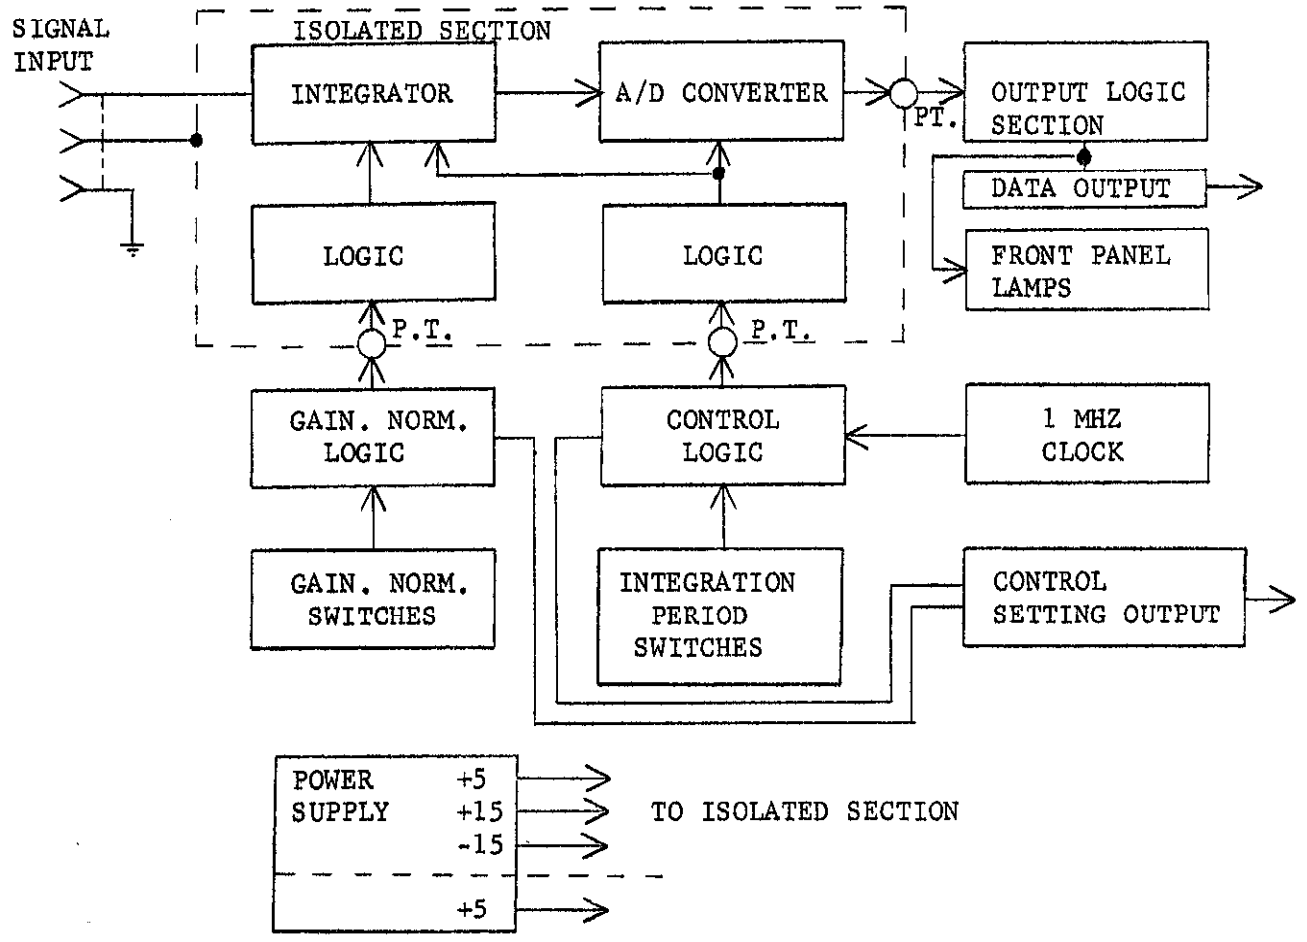 SIGNAL
INPUT
ISOLATED SECTION
INTEGRATOR
A/D CONVERTER
PT.
OUTPUT LOGIC
SECTION
DATA OUTPUT
LOGIC
LOGIC
FRONT PANEL
LAMPS
P.T.
P.T.
GAIN. NORM.
LOGIC
CONTROL
LOGIC
1 MHZ
CLOCK
GAIN. NORM.
SWITCHES
INTEGRATION
PERIOD
SWITCHES
CONTROL
SETTING OUTPUT
POWER
SUPPLY
+5
+15
-15
+5
TO ISOLATED SECTION